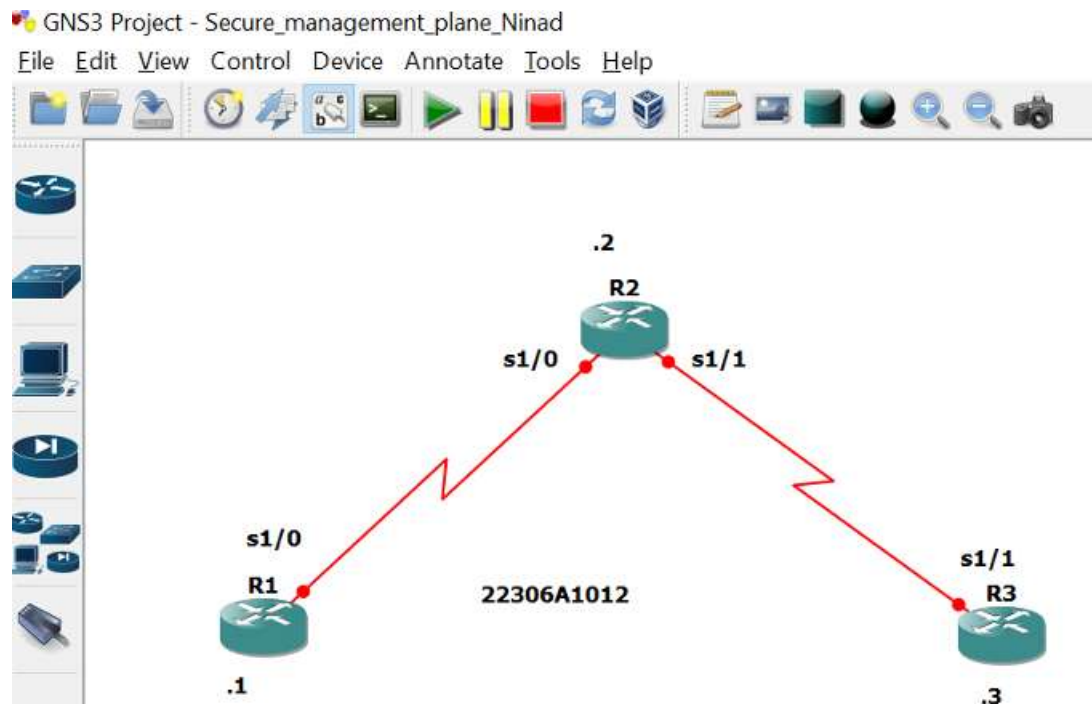 GNS3 Project - Secure_management_plane_Ninad
File Edit View Control Device Annotate Tools Help
.2
R2
s1/0 s1/1
s1/0
R1
.1
22306A1012
s1/1
R3
.3